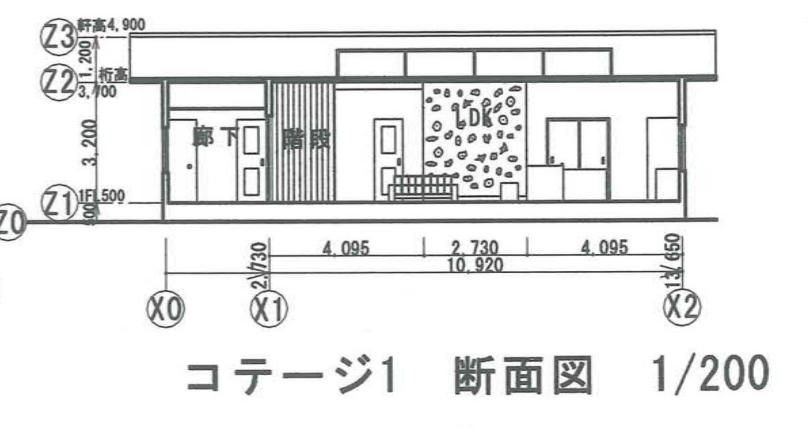 Z3 軒高4,900
1,200
Z2 桁高
3,700
3,200
廊下 階段 LDK
Z1 1FL500
500
Z0
4,095 2,730 4,095
2,730 10,920 13,650
X0 X1 X2
コテージ1 断面図 1/200